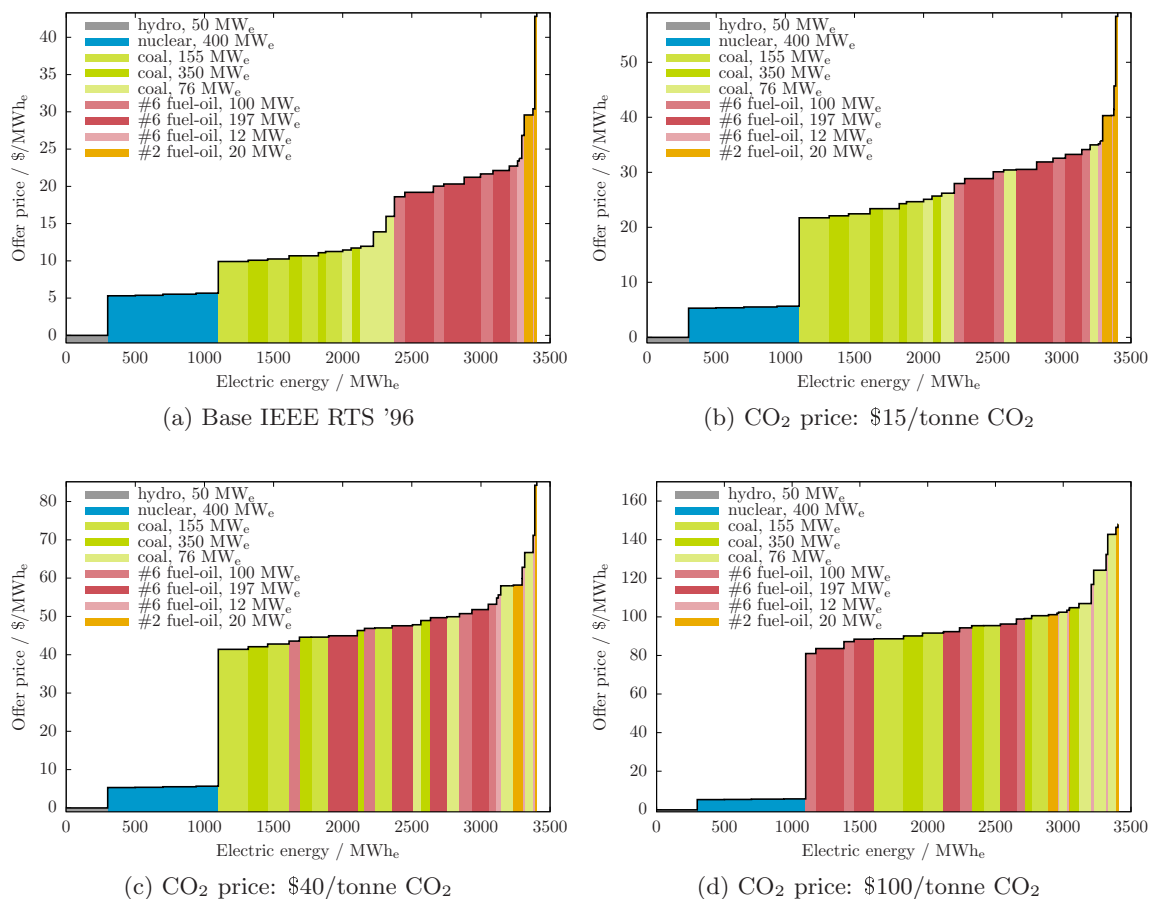 hydro, 50 MWₑ
nuclear, 400 MWₑ
coal, 155 MWₑ
coal, 350 MWₑ
coal, 76 MWₑ
#6 fuel-oil, 100 MWₑ
#6 fuel-oil, 197 MWₑ
#6 fuel-oil, 12 MWₑ
#2 fuel-oil, 20 MWₑ
Offer price / $/MWhₑ
40
35
30
25
20
15
10
5
0
0 500 1000 1500 2000 2500 3000 3500
Electric energy / MWhₑ
(a) Base IEEE RTS '96
hydro, 50 MWₑ
nuclear, 400 MWₑ
coal, 155 MWₑ
coal, 350 MWₑ
coal, 76 MWₑ
#6 fuel-oil, 100 MWₑ
#6 fuel-oil, 197 MWₑ
#6 fuel-oil, 12 MWₑ
#2 fuel-oil, 20 MWₑ
Offer price / $/MWhₑ
50
40
30
20
10
0
0 500 1000 1500 2000 2500 3000 3500
Electric energy / MWhₑ
(b) CO₂ price: $15/tonne CO₂
hydro, 50 MWₑ
nuclear, 400 MWₑ
coal, 155 MWₑ
coal, 350 MWₑ
coal, 76 MWₑ
#6 fuel-oil, 100 MWₑ
#6 fuel-oil, 197 MWₑ
#6 fuel-oil, 12 MWₑ
#2 fuel-oil, 20 MWₑ
Offer price / $/MWhₑ
80
70
60
50
40
30
20
10
0
0 500 1000 1500 2000 2500 3000 3500
Electric energy / MWhₑ
(c) CO₂ price: $40/tonne CO₂
hydro, 50 MWₑ
nuclear, 400 MWₑ
coal, 155 MWₑ
coal, 350 MWₑ
coal, 76 MWₑ
#6 fuel-oil, 100 MWₑ
#6 fuel-oil, 197 MWₑ
#6 fuel-oil, 12 MWₑ
#2 fuel-oil, 20 MWₑ
Offer price / $/MWhₑ
160
140
120
100
80
60
40
20
0
0 500 1000 1500 2000 2500 3000 3500
Electric energy / MWhₑ
(d) CO₂ price: $100/tonne CO₂